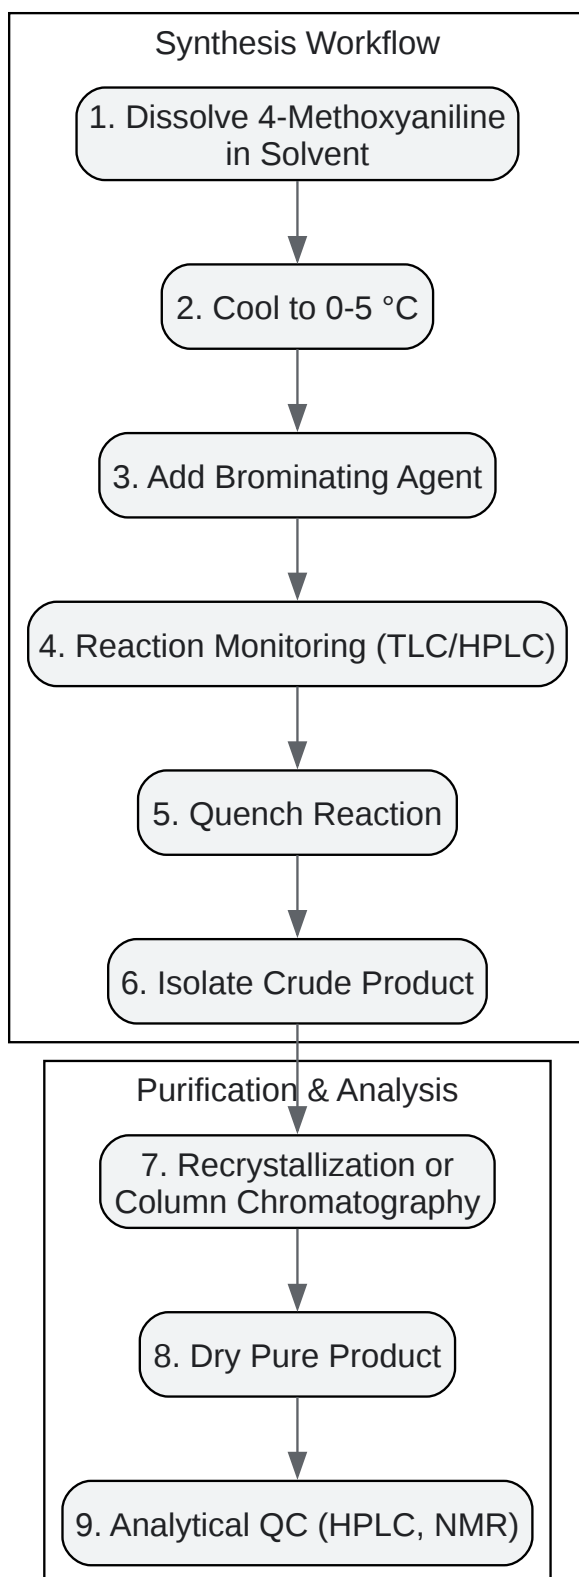 Synthesis Workflow
1. Dissolve 4-Methoxyaniline
in Solvent
2. Cool to 0-5 °C
3. Add Brominating Agent
4. Reaction Monitoring (TLC/HPLC)
5. Quench Reaction
6. Isolate Crude Product
Purification & Analysis
7. Recrystallization or
Column Chromatography
8. Dry Pure Product
9. Analytical QC (HPLC, NMR)